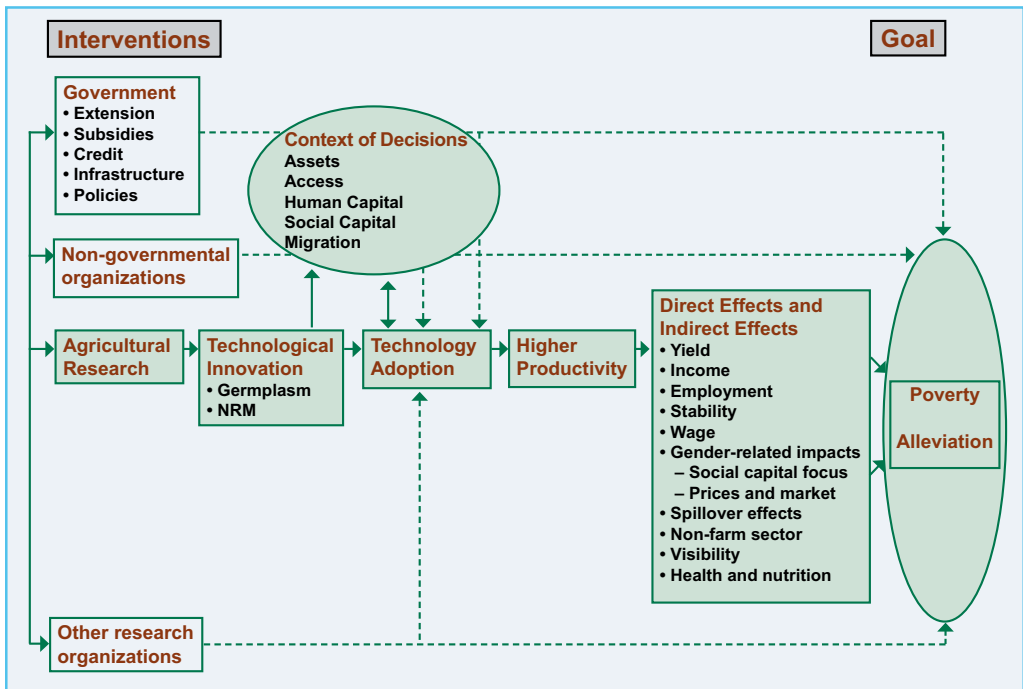 Interventions
Goal
Government
• Extension
• Subsidies
• Credit
• Infrastructure
• Policies
Context of Decisions
Assets
Access
Human Capital
Social Capital
Migration
Non-governmental
organizations
Agricultural
Research
Technological
Innovation
• Germplasm
• NRM
Technology
Adoption
Higher
Productivity
Direct Effects and
Indirect Effects
• Yield
• Income
• Employment
• Stability
• Wage
• Gender-related impacts
– Social capital focus
– Prices and market
• Spillover effects
• Non-farm sector
• Visibility
• Health and nutrition
Poverty
Alleviation
Other research
organizations